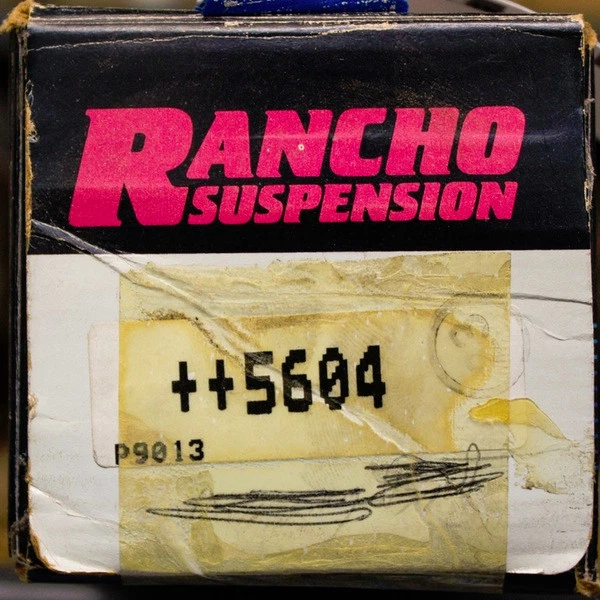 RANCHO
SUSPENSION
++5604
P9013